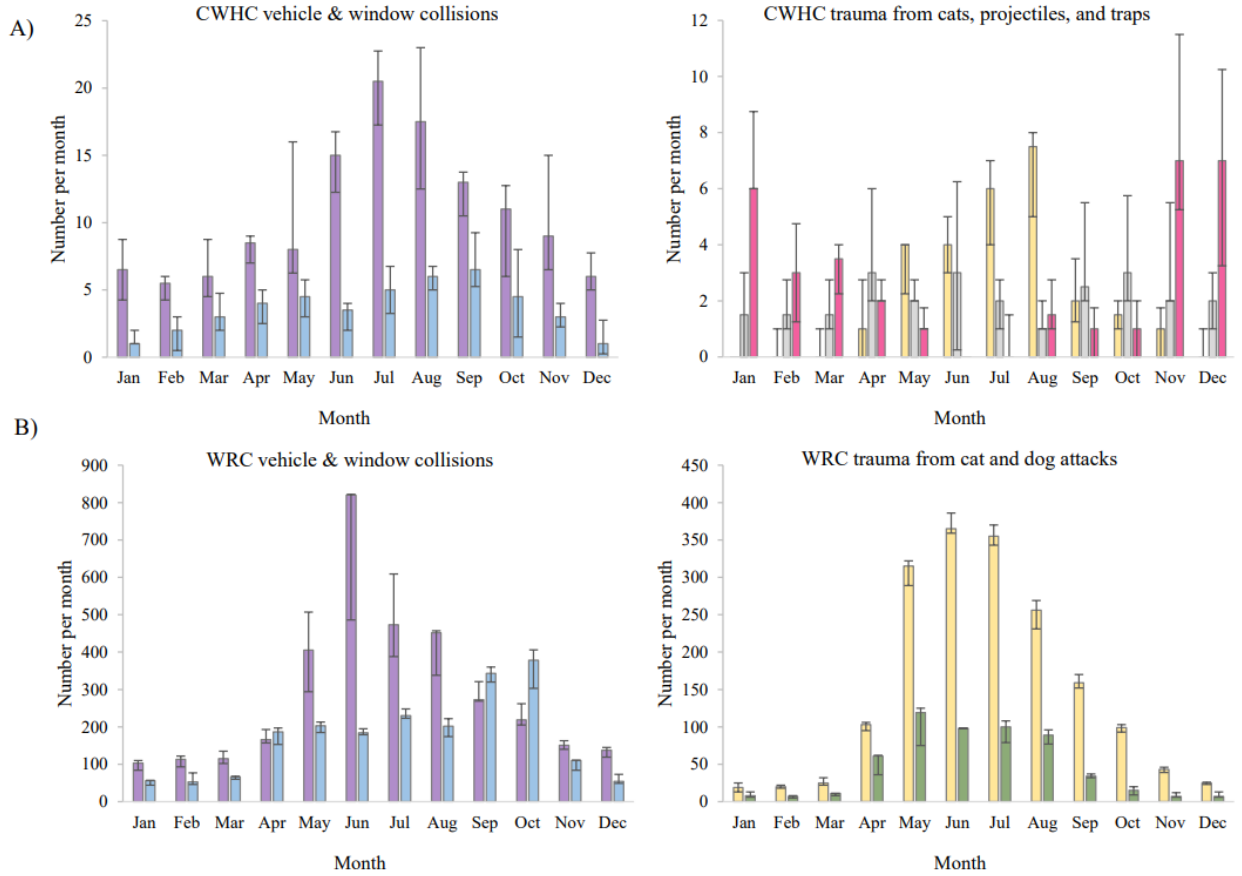 A)
CWHC vehicle & window collisions
Number per month
25
20
15
10
5
0
Jan Feb Mar Apr May Jun Jul Aug Sep Oct Nov Dec
Month
CWHC trauma from cats, projectiles, and traps
Number per month
12
10
8
6
4
2
0
Jan Feb Mar Apr May Jun Jul Aug Sep Oct Nov Dec
Month
B)
WRC vehicle & window collisions
Number per month
900
800
700
600
500
400
300
200
100
0
Jan Feb Mar Apr May Jun Jul Aug Sep Oct Nov Dec
Month
WRC trauma from cat and dog attacks
Number per month
450
400
350
300
250
200
150
100
50
0
Jan Feb Mar Apr May Jun Jul Aug Sep Oct Nov Dec
Month